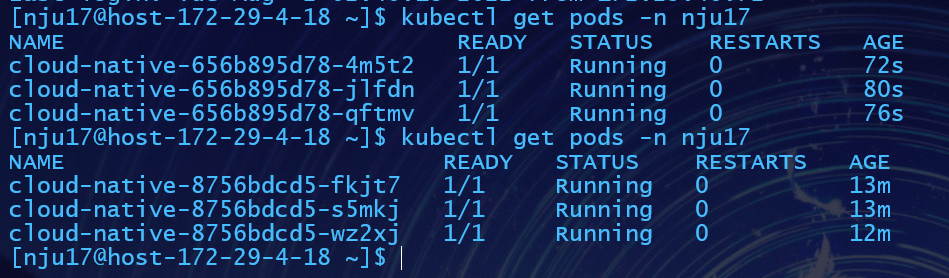 [nju17@host-172-29-4-18 ~]$ kubectl get pods -n nju17
NAME READY STATUS RESTARTS AGE
cloud-native-656b895d78-4m5t2 1/1 Running 0 72s
cloud-native-656b895d78-jlfdn 1/1 Running 0 80s
cloud-native-656b895d78-qftmv 1/1 Running 0 76s
[nju17@host-172-29-4-18 ~]$ kubectl get pods -n nju17
NAME READY STATUS RESTARTS AGE
cloud-native-8756bdcd5-fkjt7 1/1 Running 0 13m
cloud-native-8756bdcd5-s5mkj 1/1 Running 0 13m
cloud-native-8756bdcd5-wz2xj 1/1 Running 0 12m
[nju17@host-172-29-4-18 ~]$